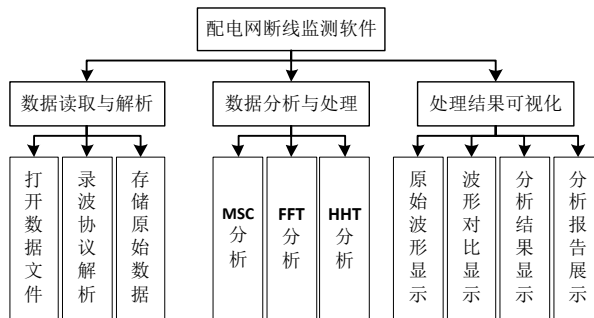 配电网断线监测软件
数据读取与解析
数据分析与处理
处理结果可视化
打开数据文件
录波协议解析
存储原始数据
MSC分析
FFT分析
HHT分析
原始波形显示
波形对比显示
分析结果显示
分析报告展示